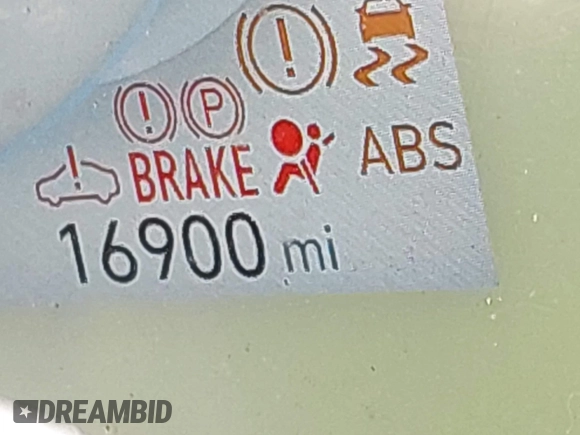 P
BRAKE ABS
16900 mi
DREAMBID